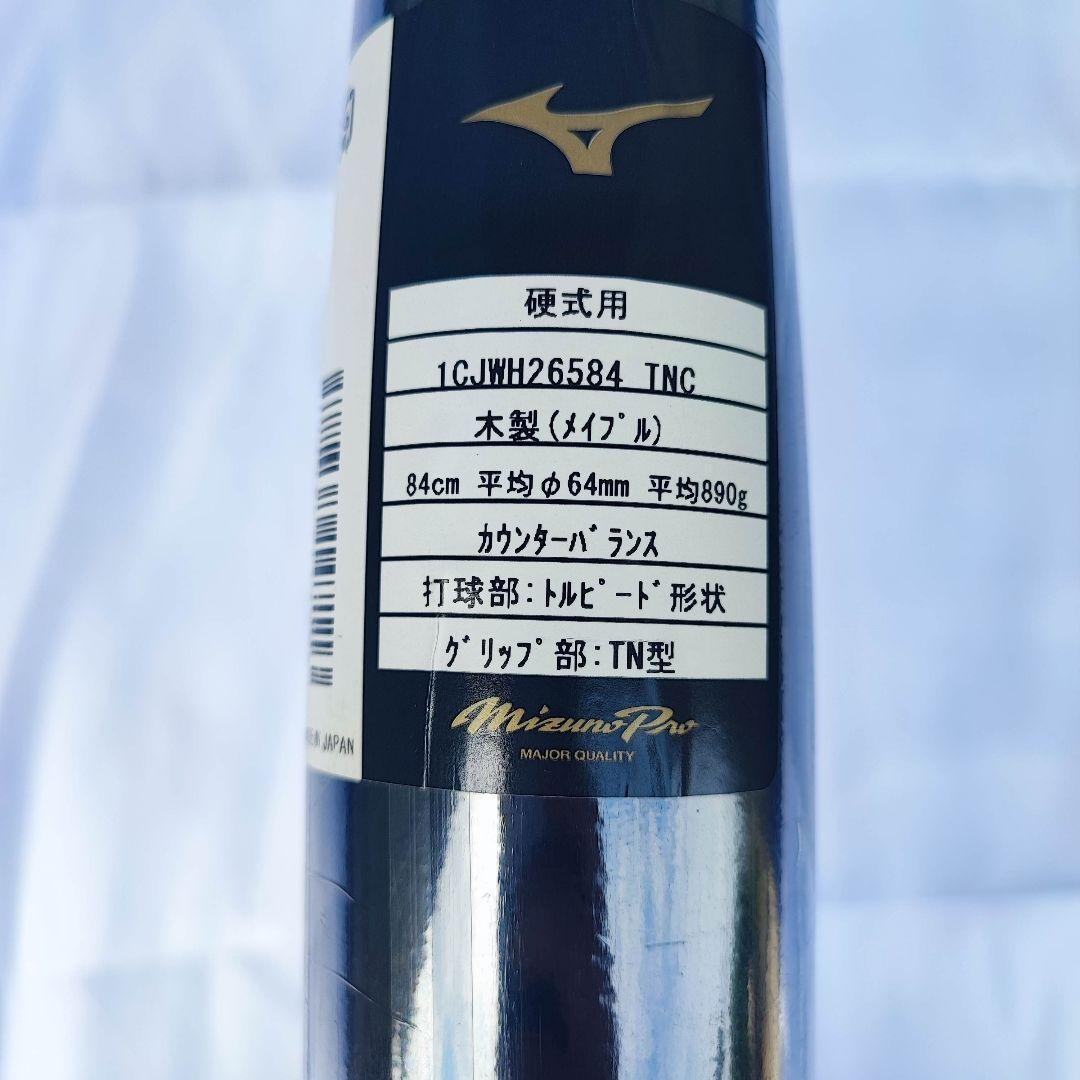 硬式用
1CJWH26584 TNC
木製(ﾒｲﾌﾟﾙ)
84cm 平均φ64mm 平均890g
ｶｳﾝﾀｰﾊﾞﾗﾝｽ
打球部:ﾄﾙﾋﾟｰﾄﾞ形状
ｸﾞﾘｯﾌﾟ部:TN型
Mizuno Pro
MAJOR QUALITY
JAPAN